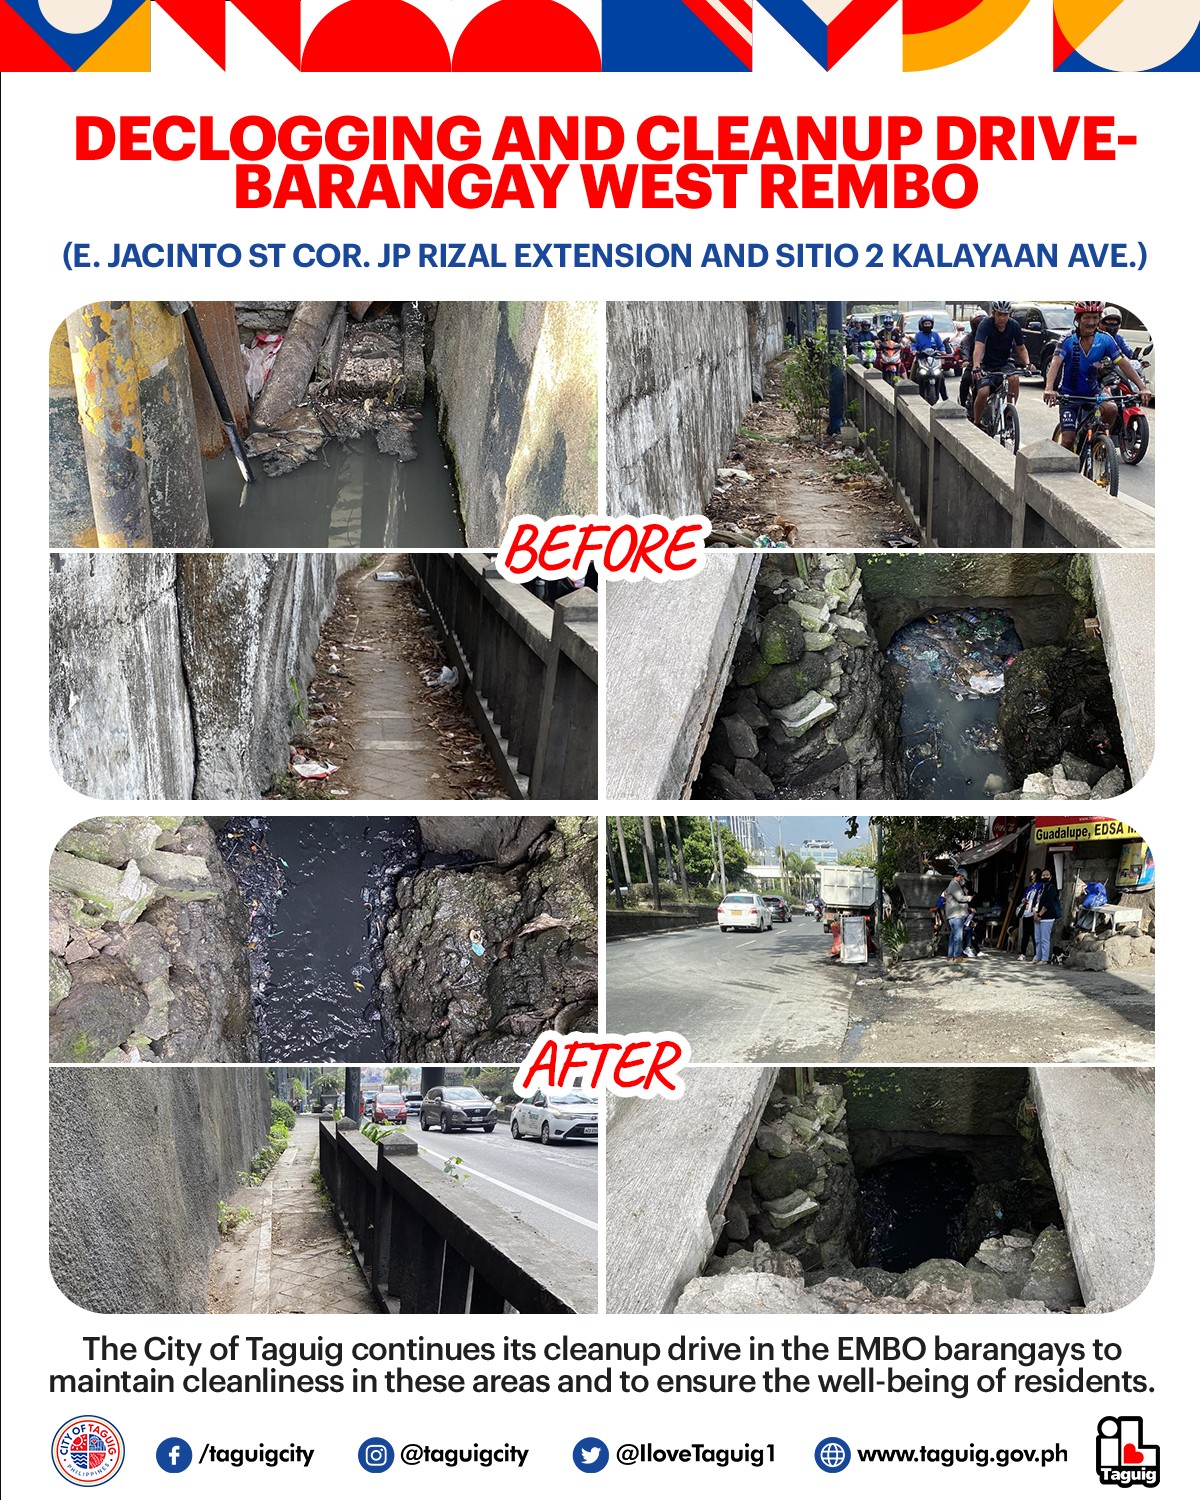 DECLOGGING AND CLEANUP DRIVE-
BARANGAY WEST REMBO
(E. JACINTO ST COR. JP RIZAL EXTENSION AND SITIO 2 KALAYAAN AVE.)
BEFORE
Guadalupe, EDSA
AFTER
The City of Taguig continues its cleanup drive in the EMBO barangays to
maintain cleanliness in these areas and to ensure the well-being of residents.
CITY OF TAGUIG
PHILIPPINES
/taguigcity
@taguigcity
@IloveTaguig1
www.taguig.gov.ph
iL
Taguig